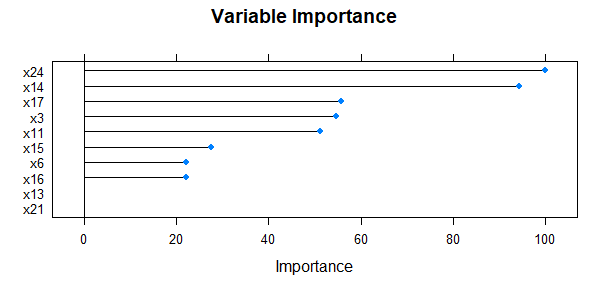 Variable Importance
x24
x14
x17
x3
x11
x15
x6
x16
x13
x21
0 20 40 60 80 100
Importance